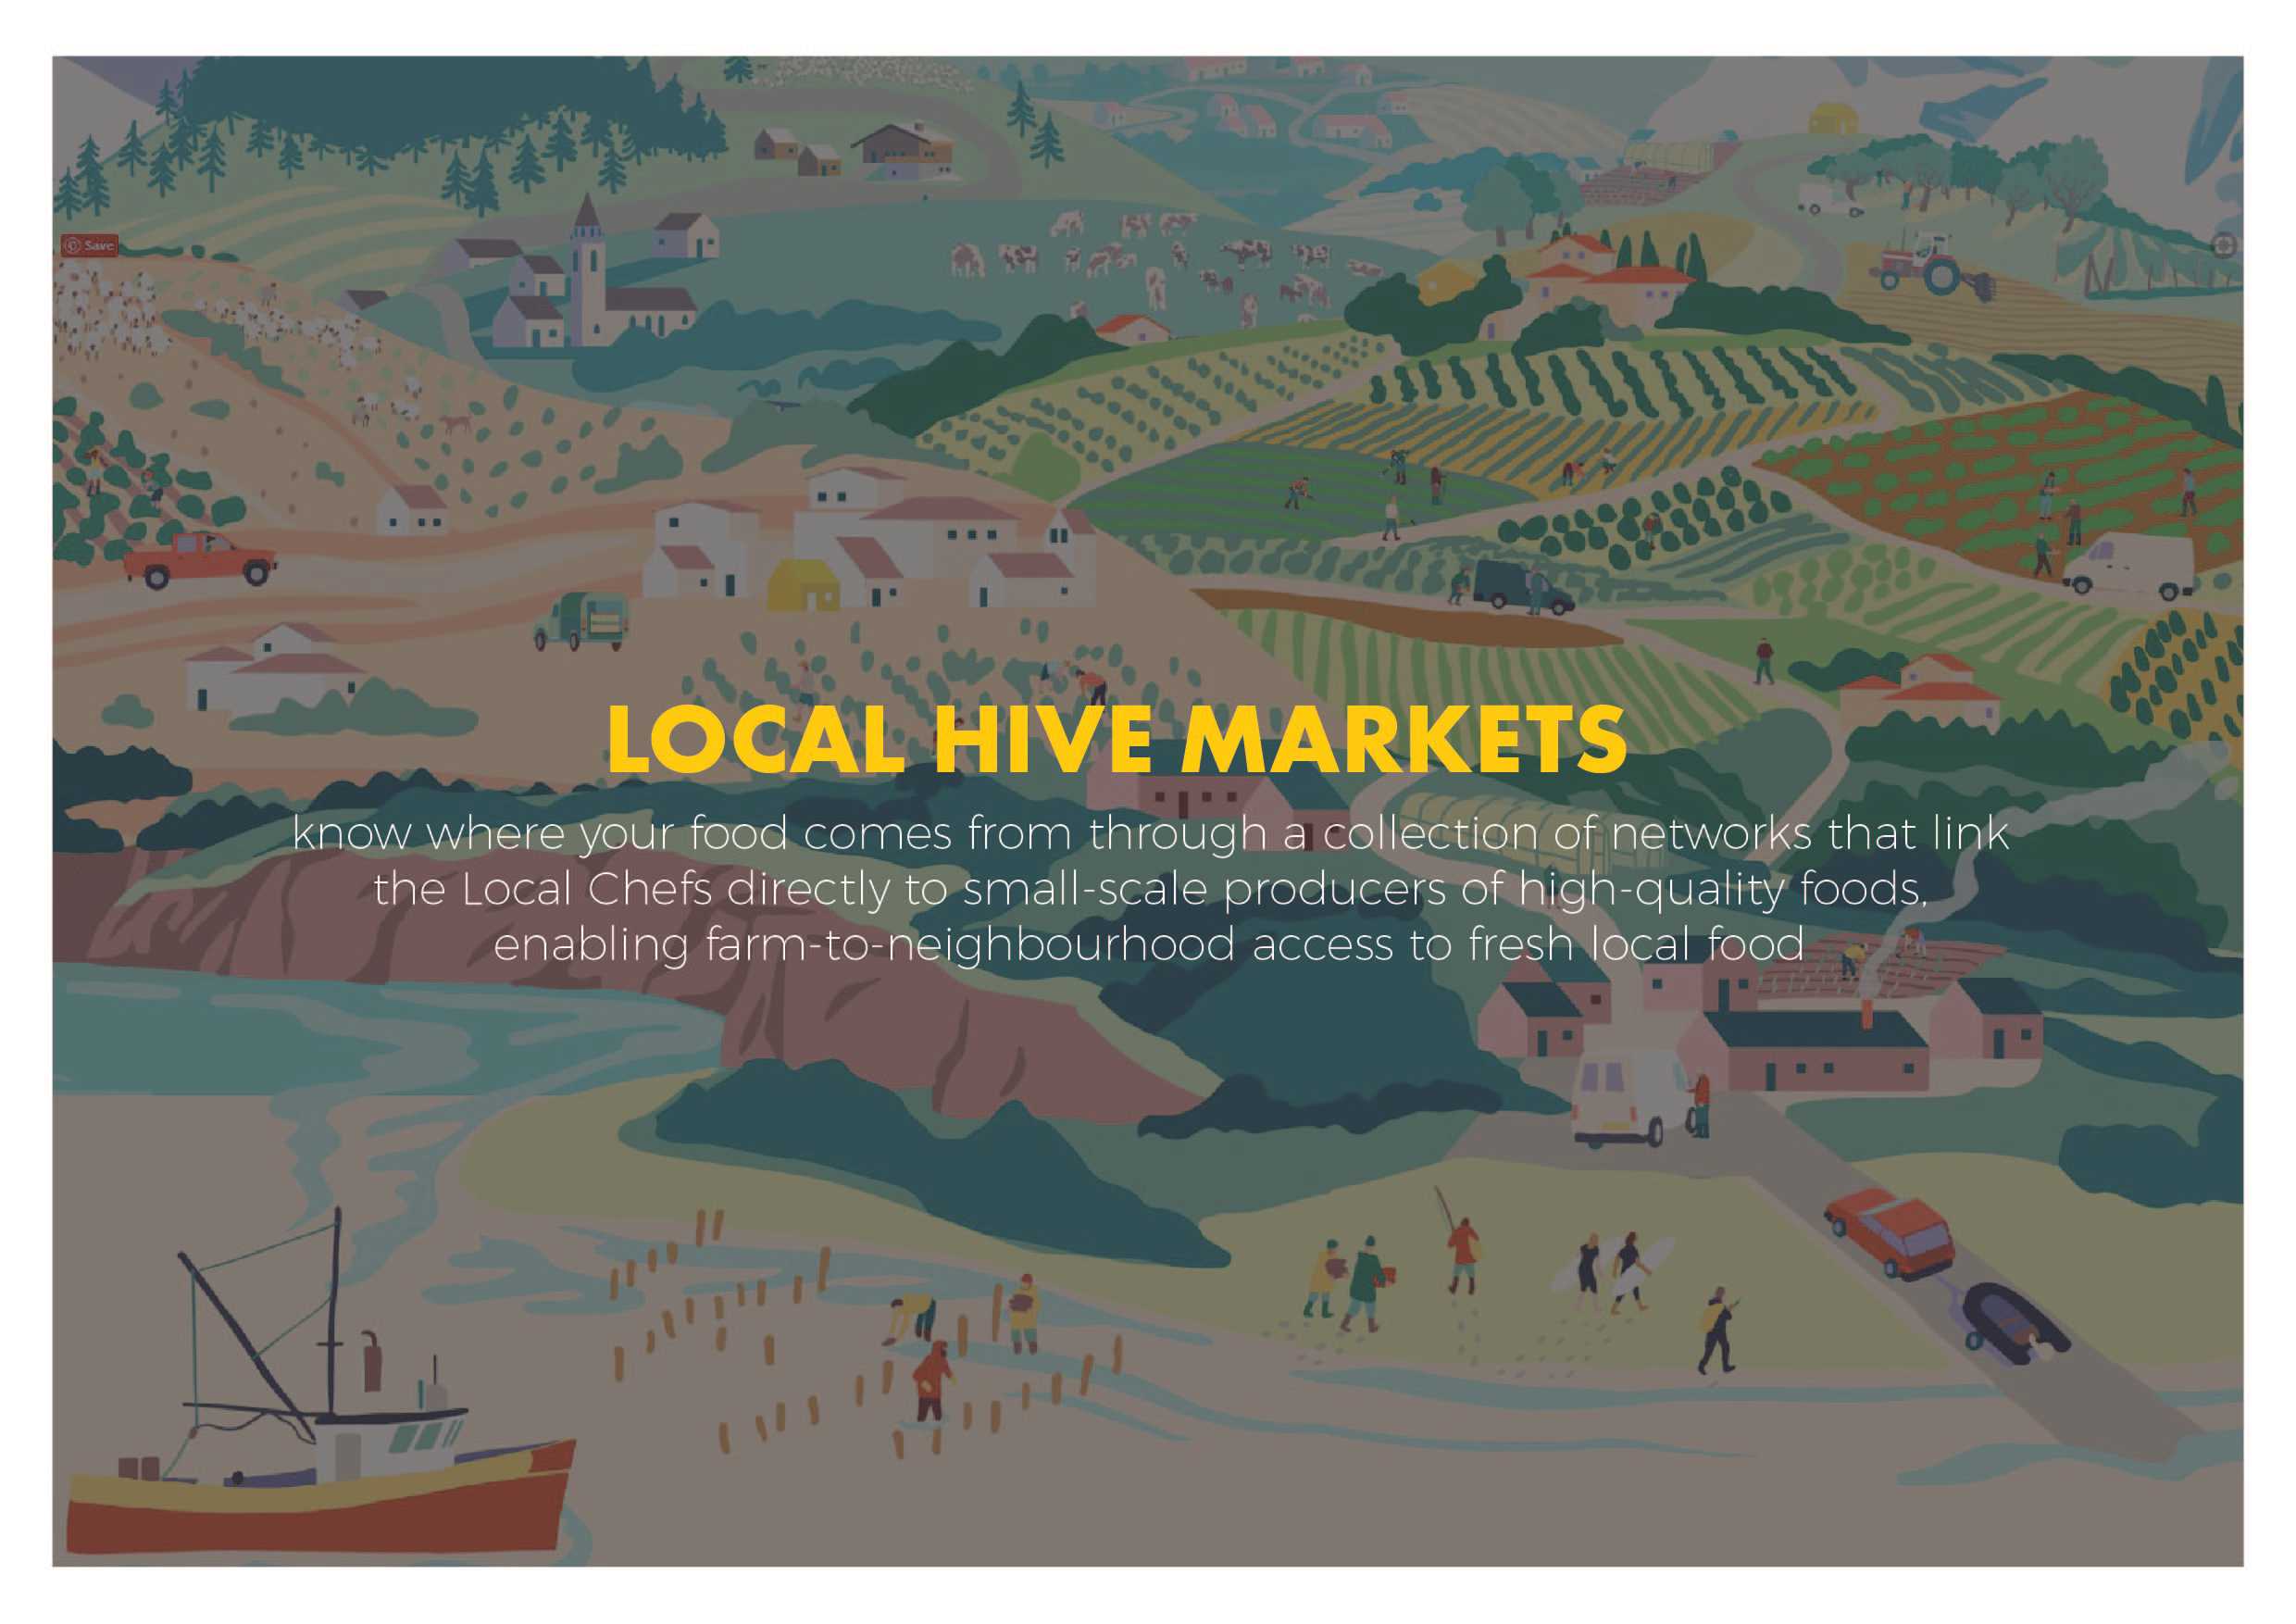 Save
LOCAL HIVE MARKETS
know where your food comes from through a collection of networks that link
the Local Chefs directly to small-scale producers of high-quality foods,
enabling farm-to-neighbourhood access to fresh local food